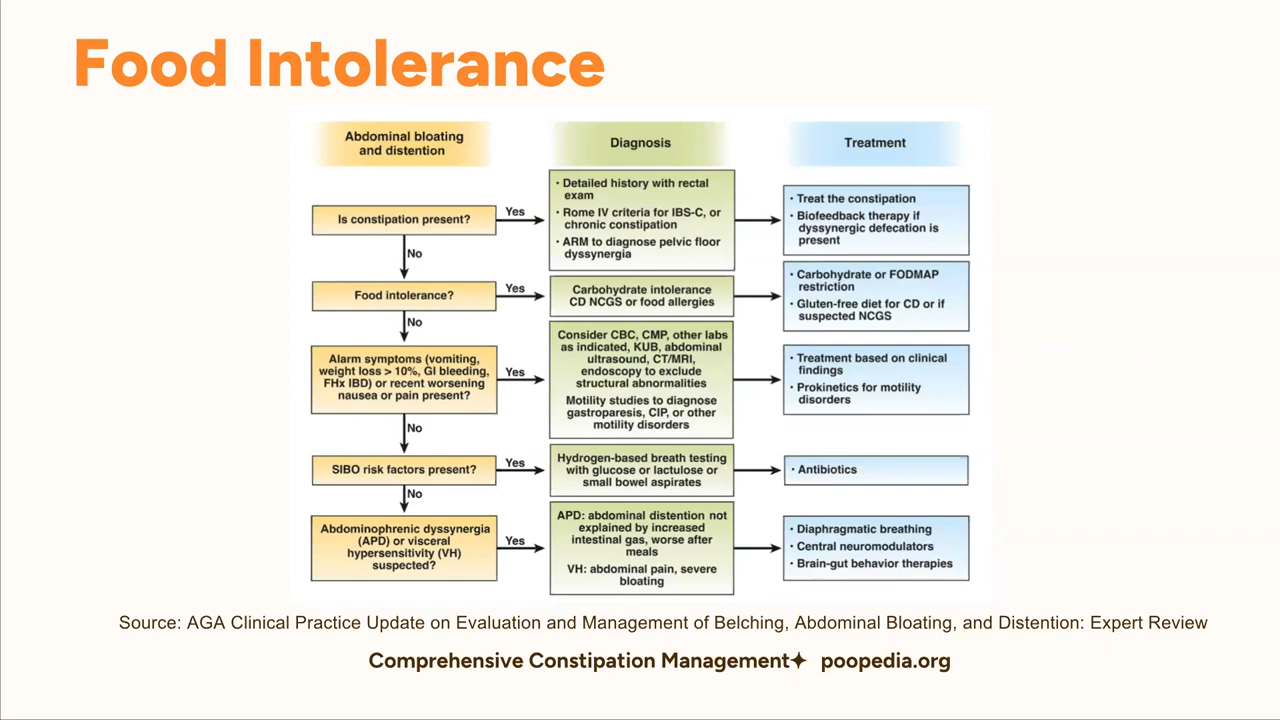 Food Intolerance
Abdominal bloating
and distention
Diagnosis
Treatment
Is constipation present?
Yes
• Detailed history with rectal
exam
• Rome IV criteria for IBS-C, or
chronic constipation
• ARM to diagnose pelvic floor
dyssynergia
• Treat the constipation
• Biofeedback therapy if
dyssynergic defecation is
present
No
Food intolerance?
Yes
Carbohydrate intolerance
CD NCGS or food allergies
• Carbohydrate or FODMAP
restriction
• Gluten-free diet for CD or if
suspected NCGS
No
Alarm symptoms (vomiting,
weight loss > 10%, GI bleeding,
FHx IBD) or recent worsening
nausea or pain present?
Yes
Consider CBC, CMP, other labs
as indicated, KUB, abdominal
ultrasound, CT/MRI,
endoscopy to exclude
structural abnormalities
Motility studies to diagnose
gastroparesis, CIP, or other
motility disorders
• Treatment based on clinical
findings
• Prokinetics for motility
disorders
No
SIBO risk factors present?
Yes
Hydrogen-based breath testing
with glucose or lactulose or
small bowel aspirates
• Antibiotics
No
Abdominophrenic dyssynergia
(APD) or visceral
hypersensitivity (VH)
suspected?
Yes
APD: abdominal distention not
explained by increased
intestinal gas, worse after
meals
VH: abdominal pain, severe
bloating
• Diaphragmatic breathing
• Central neuromodulators
• Brain-gut behavior therapies
Source: AGA Clinical Practice Update on Evaluation and Management of Belching, Abdominal Bloating, and Distention: Expert Review
Comprehensive Constipation Management✦ poopedia.org